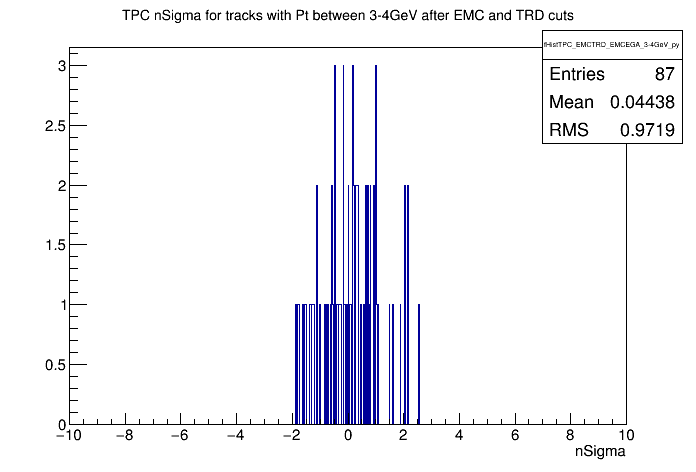 TPC nSigma for tracks with Pt between 3-4GeV after EMC and TRD cuts
fHistTPC_EMCTRD_EMCEGA_3-4GeV_py
Entries 87
Mean 0.04438
RMS 0.9719
3
2.5
2
1.5
1
0.5
0
−10 −8 −6 −4 −2 0 2 4 6 8 10
nSigma